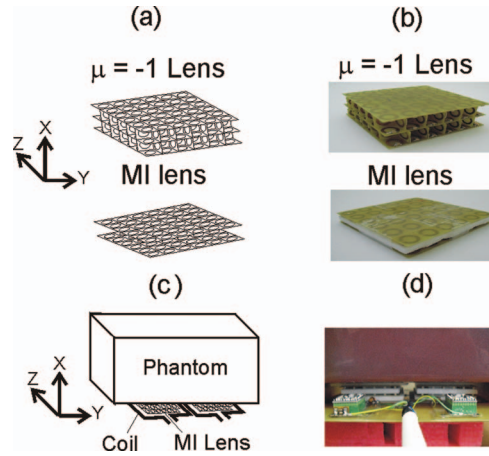 (a)
(b)
μ = -1 Lens
μ = -1 Lens
X
Z
Y
MI lens
MI lens
(c)
(d)
X
Z
Y
Phantom
Coil
MI Lens